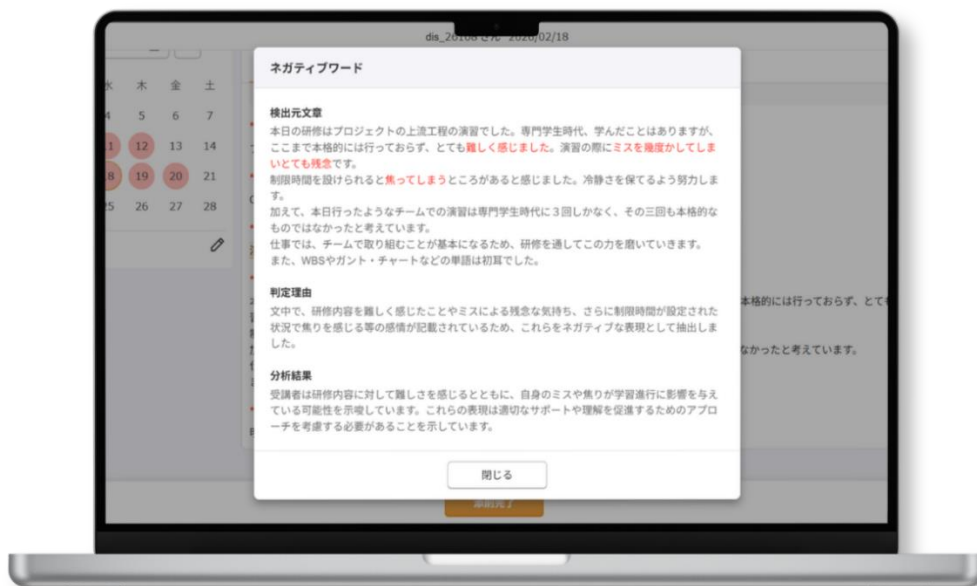 dis_26108 さん 2026/02/18
ネガティブワード
検出元文章
本日の研修はプロジェクトの上流工程の演習でした。専門学生時代、学んだことはありますが、
ここまで本格的には行っておらず、とても難しく感じました。演習の際にミスを幾度かしてしま
いとても残念です。
制限時間を設けられると焦ってしまうところがあると感じました。冷静さを保てるよう努力しま
す。
加えて、本日行ったようなチームでの演習は専門学生時代に3回しかなく、その三回も本格的な
ものではなかったと考えています。
仕事では、チームで取り組むことが基本になるため、研修を通してこの力を磨いていきます。
また、WBSやガント・チャートなどの単語は初耳でした。
判定理由
文中で、研修内容を難しく感じたことやミスによる残念な気持ち、さらに制限時間が設定された
状況で焦りを感じる等の感情が記載されているため、これらをネガティブな表現として抽出しま
した。
分析結果
受講者は研修内容に対して難しさを感じるとともに、自身のミスや焦りが学習進行に影響を与え
ている可能性を示唆しています。これらの表現は適切なサポートや理解を促進するためのアプロ
ーチを考慮する必要があることを示しています。
閉じる
水 木 金 土
4 5 6 7
11 12 13 14
18 19 20 21
25 26 27 28
本格的には行っておらず、とても
なかったと考えています。